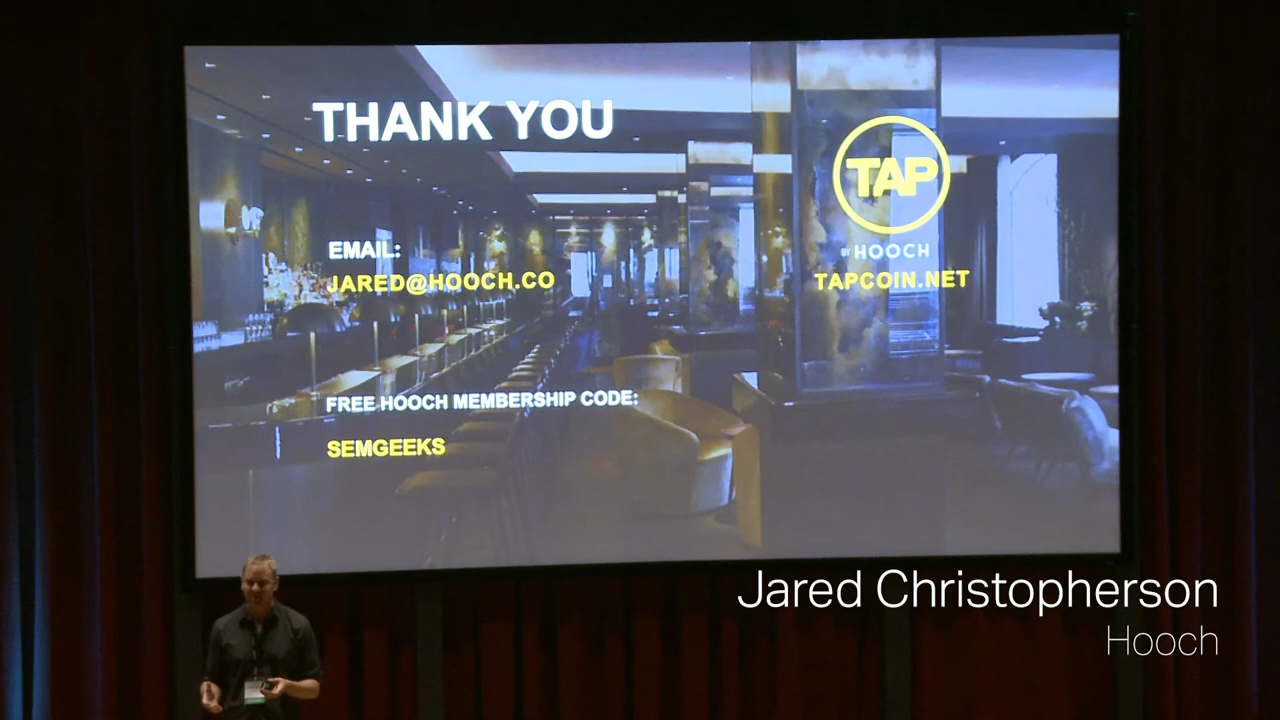 THANK YOU
TAP
BY HOOCH
EMAIL:
JARED@HOOCH.CO
TAPCOIN.NET
FREE HOOCH MEMBERSHIP CODE:
SEMGEEKS
Jared Christopherson
Hooch